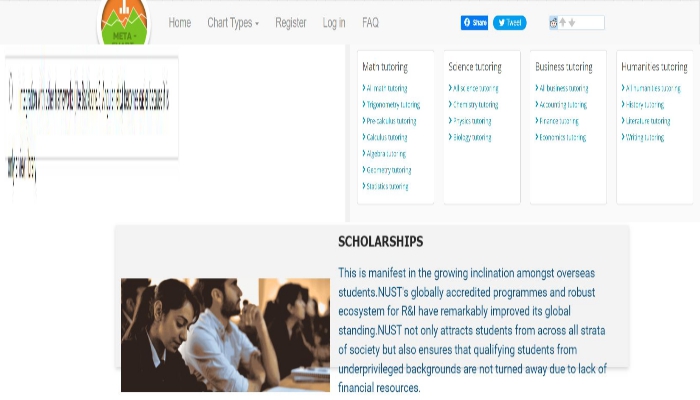 META -
Home Chart Types Register Log in FAQ
Share Tweet
Math tutoring
All math tutoring
Trigonometry tutoring
Pre-calculus tutoring
Calculus tutoring
Algebra tutoring
Geometry tutoring
Statistics tutoring
Science tutoring
All science tutoring
Chemistry tutoring
Physics tutoring
Biology tutoring
Business tutoring
All business tutoring
Accounting tutoring
Finance tutoring
Economics tutoring
Humanities tutoring
All humanities tutoring
History tutoring
Literature tutoring
Writing tutoring
SCHOLARSHIPS
This is manifest in the growing inclination amongst overseas
students.NUST's globally accredited programmes and robust
ecosystem for R&I have remarkably improved its global
standing.NUST not only attracts students from across all strata
of society but also ensures that qualifying students from
underprivileged backgrounds are not turned away due to lack of
financial resources.